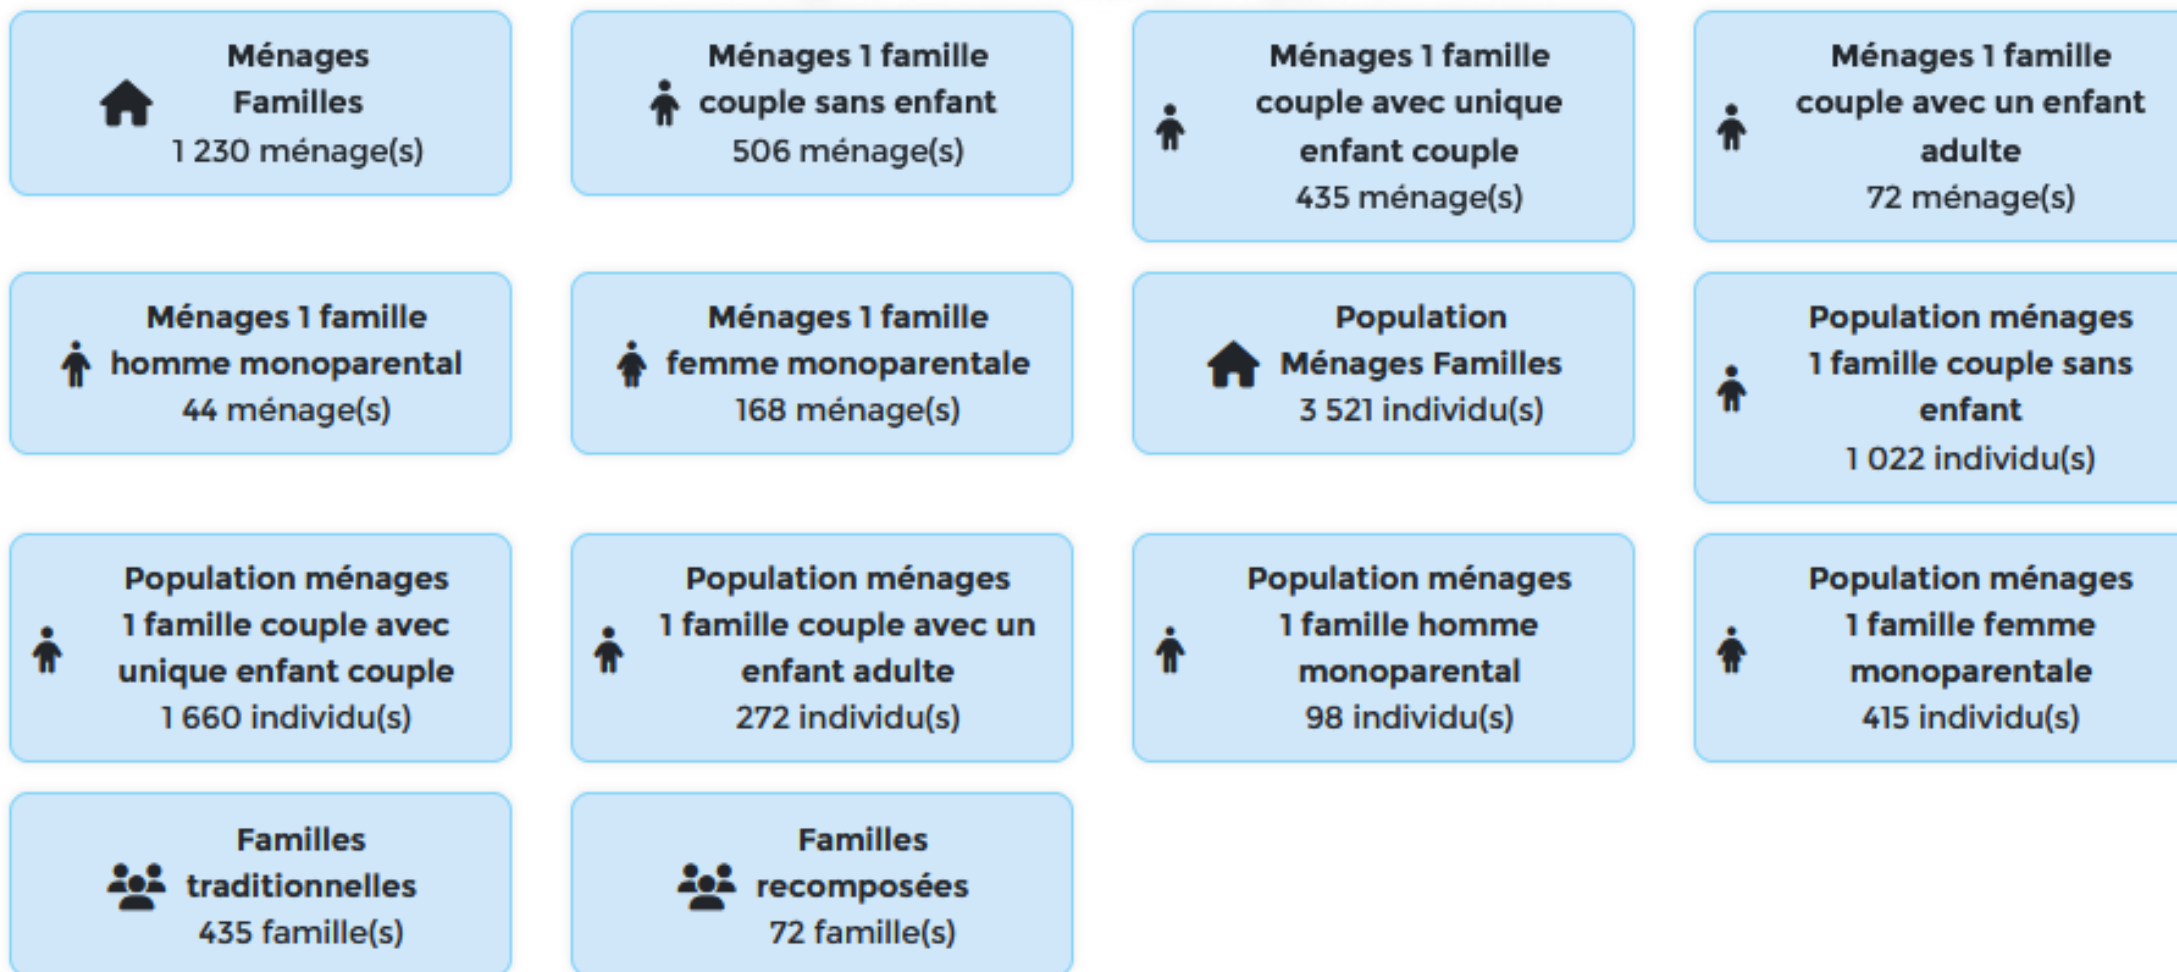 Ménages
Familles
1 230 ménage(s)
Ménages 1 famille
couple sans enfant
506 ménage(s)
Ménages 1 famille
couple avec unique
enfant couple
435 ménage(s)
Ménages 1 famille
couple avec un enfant
adulte
72 ménage(s)
Ménages 1 famille
homme monoparental
44 ménage(s)
Ménages 1 famille
femme monoparentale
168 ménage(s)
Population
Ménages Familles
3 521 individu(s)
Population ménages
1 famille couple sans
enfant
1 022 individu(s)
Population ménages
1 famille couple avec
unique enfant couple
1 660 individu(s)
Population ménages
1 famille couple avec un
enfant adulte
272 individu(s)
Population ménages
1 famille homme
monoparental
98 individu(s)
Population ménages
1 famille femme
monoparentale
415 individu(s)
Familles
traditionnelles
435 famille(s)
Familles
recomposées
72 famille(s)